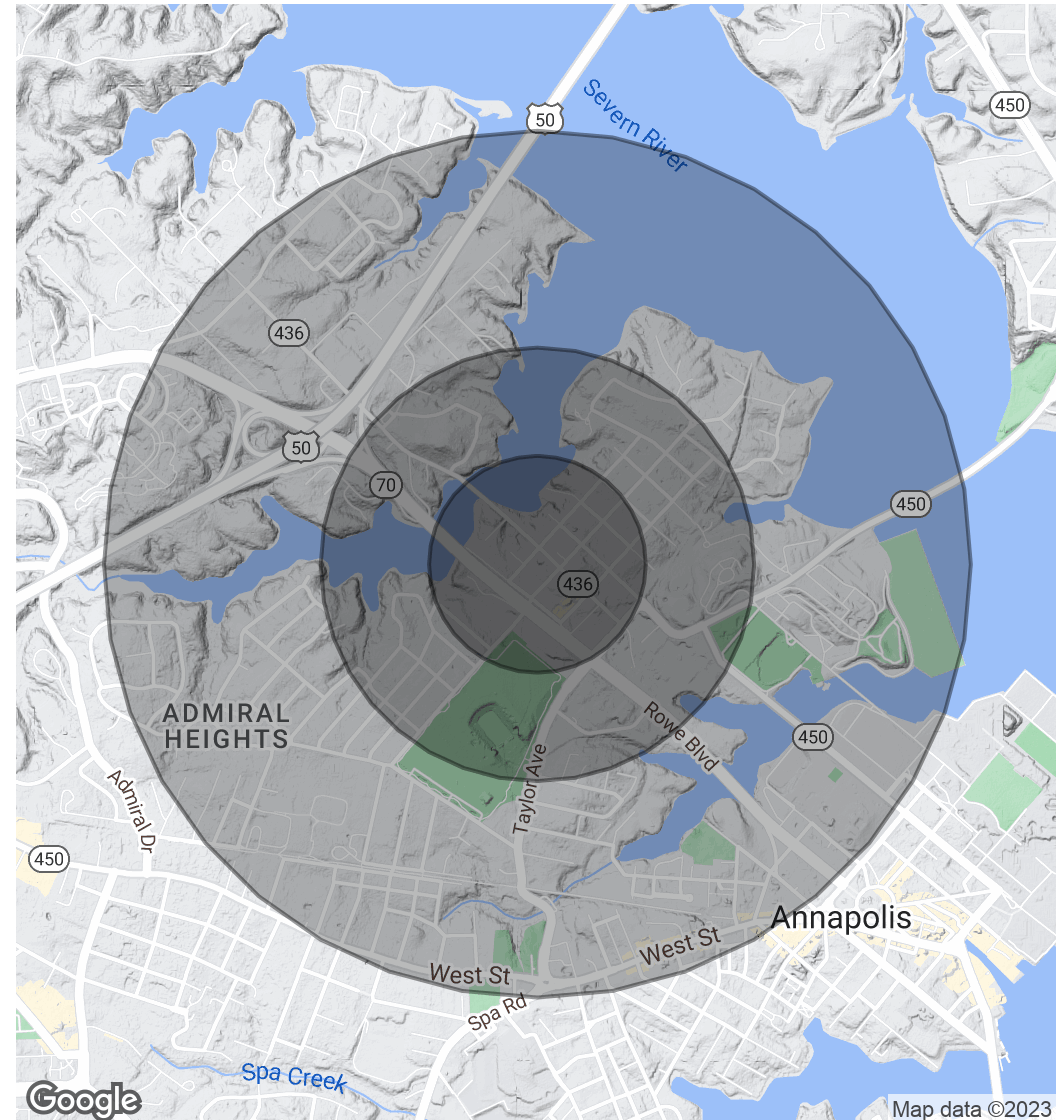 50
Severn River
450
436
50
70
450
436
ADMIRAL
HEIGHTS
Rowe Blvd
450
Taylor Ave
Admiral Dr
450
Annapolis
West St
West St
Spa Rd
Spa Creek
Google
Map data ©2023